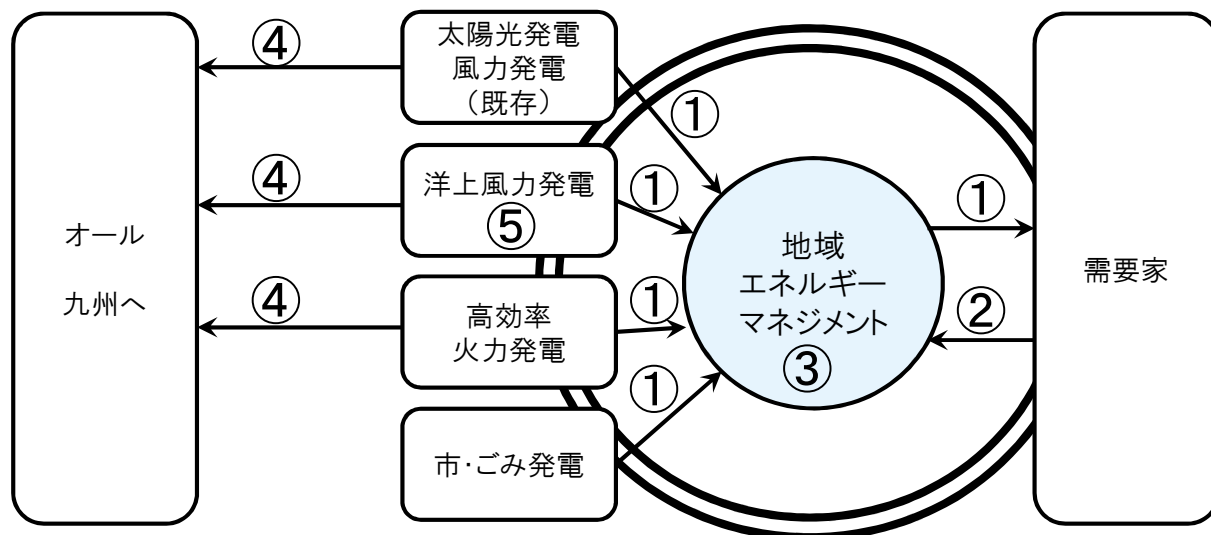 オール
九州へ
④
④
④
太陽光発電
風力発電
（既存）
洋上風力発電
⑤
高効率
火力発電
市･ごみ発電
①
①
①
①
地域
エネルギー
マネジメント
③
①
②
需要家